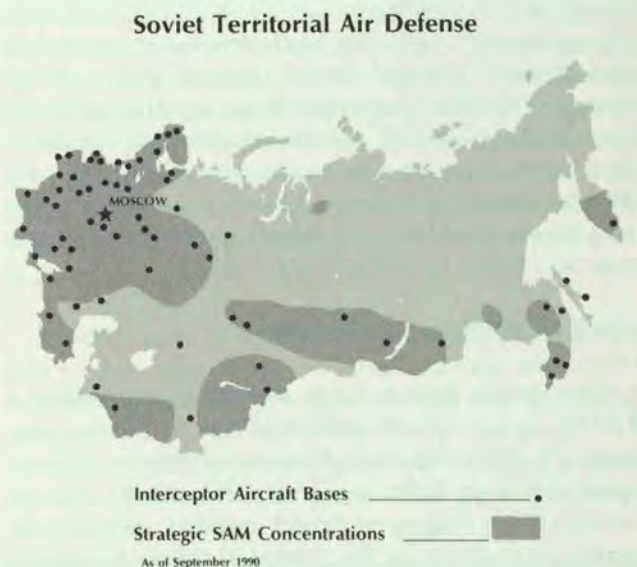 Soviet Territorial Air Defense
MOSCOW
Interceptor Aircraft Bases
Strategic SAM Concentrations
As of September 1990